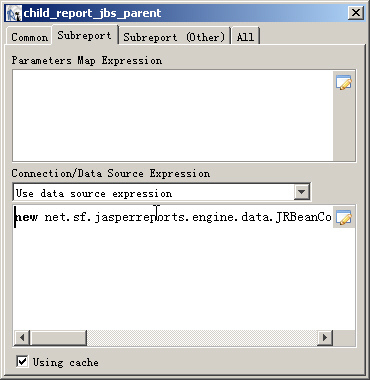 child_report_jbs_parent
Common Subreport Subreport (Other) All
Parameters Map Expression
Connection/Data Source Expression
Use data source expression
new net.sf.jasperreports.engine.data.JRBeanCo
Using cache